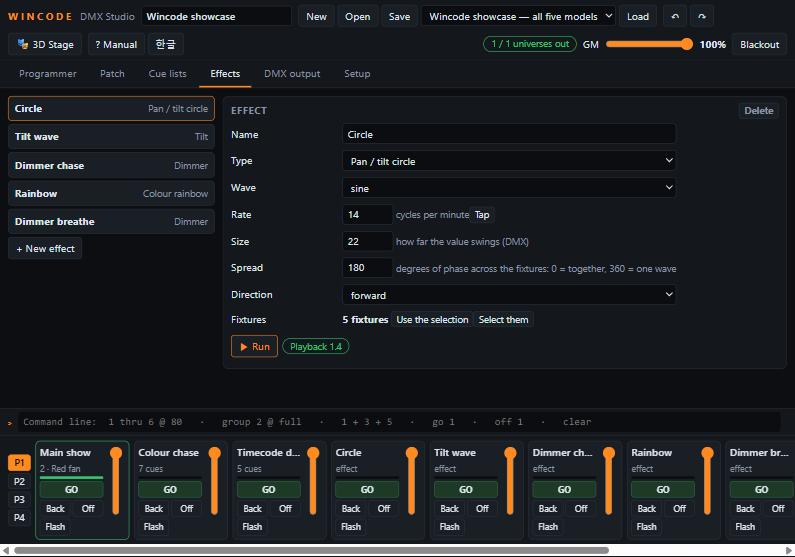 WINCODE DMX Studio Wincode showcase New Open Save Wincode showcase — all five models Load
3D Stage ? Manual 한글 1 / 1 universes out GM 100% Blackout
Programmer Patch Cue lists Effects DMX output Setup
Circle Pan / tilt circle
Tilt wave Tilt
Dimmer chase Dimmer
Rainbow Colour rainbow
Dimmer breathe Dimmer
+ New effect
EFFECT Delete
Name Circle
Type Pan / tilt circle
Wave sine
Rate 14 cycles per minute Tap
Size 22 how far the value swings (DMX)
Spread 180 degrees of phase across the fixtures: 0 = together, 360 = one wave
Direction forward
Fixtures 5 fixtures Use the selection Select them
▶ Run Playback 1.4
> Command line: 1 thru 6 @ 80 · group 2 @ full · 1 + 3 + 5 · go 1 · off 1 · clear
P1 P2 P3 P4
Main show
2 · Red fan
GO
Back Off
Flash
Colour chase
7 cues
GO
Back Off
Flash
Timecode d...
5 cues
GO
Back Off
Flash
Circle
effect
GO
Back Off
Flash
Tilt wave
effect
GO
Back Off
Flash
Dimmer ch...
effect
GO
Back Off
Flash
Rainbow
effect
GO
Back Off
Flash
Dimmer br...
effect
GO
Back Off
Flash